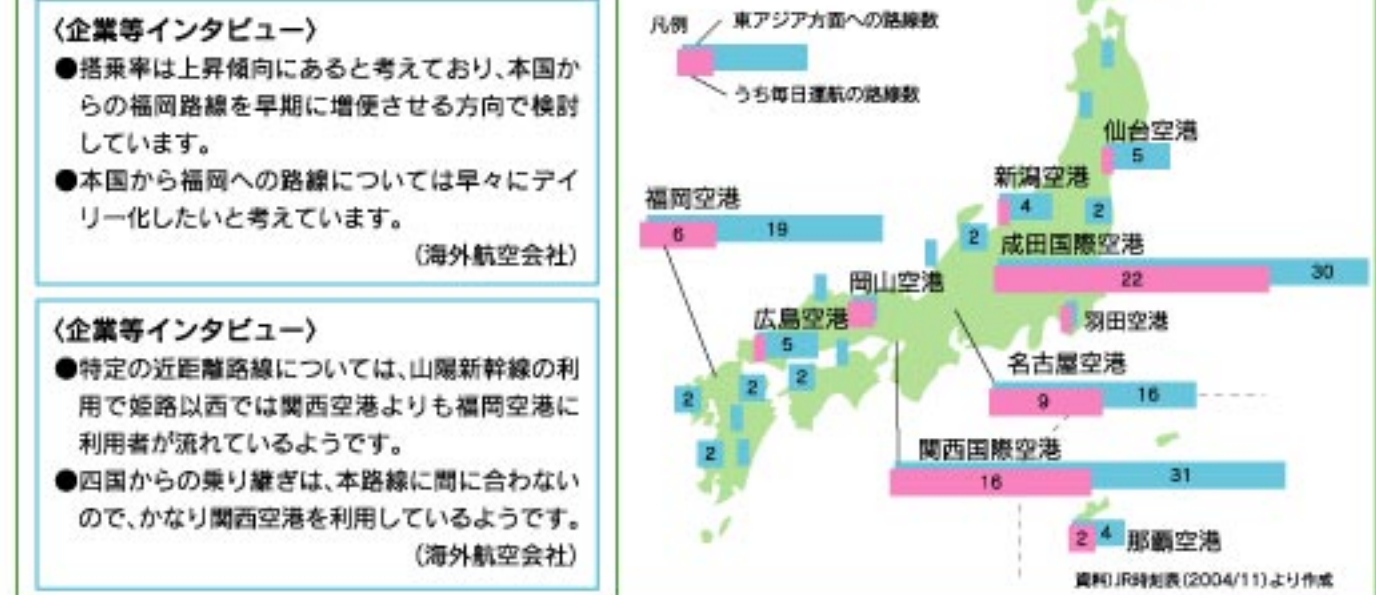 〈企業等インタビュー〉
●搭乗率は上昇傾向にあると考えており、本国か
らの福岡路線を早期に増便させる方向で検討
しています。
●本国から福岡への路線については早々にデイ
リー化したいと考えています。
(海外航空会社)
〈企業等インタビュー〉
●特定の近距離路線については、山陽新幹線の利
用で姫路以西では関西空港よりも福岡空港に
利用者が流れているようです。
●四国からの乗り継ぎは、本路線に間に合わない
ので、かなり関西空港を利用しているようです。
(海外航空会社)
凡例
東アジア方面への路線数
うち毎日運航の路線数
仙台空港
5
新潟空港
4
2
福岡空港
6
19
2
成田国際空港
22
30
岡山空港
広島空港
5
羽田空港
名古屋空港
9
16
2
2
2
2
関西国際空港
16
31
2
4
那覇空港
資料)JR時刻表(2004/11)より作成